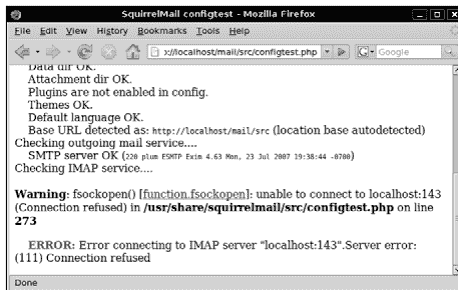 SquirrelMail configtest - Mozilla Firefox
File Edit View History Bookmarks Tools Help
://localhost/mail/src/configtest.php
Google
Data dir OK.
Attachment dir OK.
Plugins are not enabled in config.
Themes OK.
Default language OK.
Base URL detected as: http://localhost/mail/src (location base autodetected)
Checking outgoing mail service....
SMTP server OK (220 plum ESMTP Exim 4.63 Mon, 23 Jul 2007 19:38:44 -0700)
Checking IMAP service....
Warning: fsockopen() [function.fsockopen]: unable to connect to localhost:143
(Connection refused) in /usr/share/squirrelmail/src/configtest.php on line
273
ERROR: Error connecting to IMAP server "localhost:143".Server error:
(111) Connection refused
Done